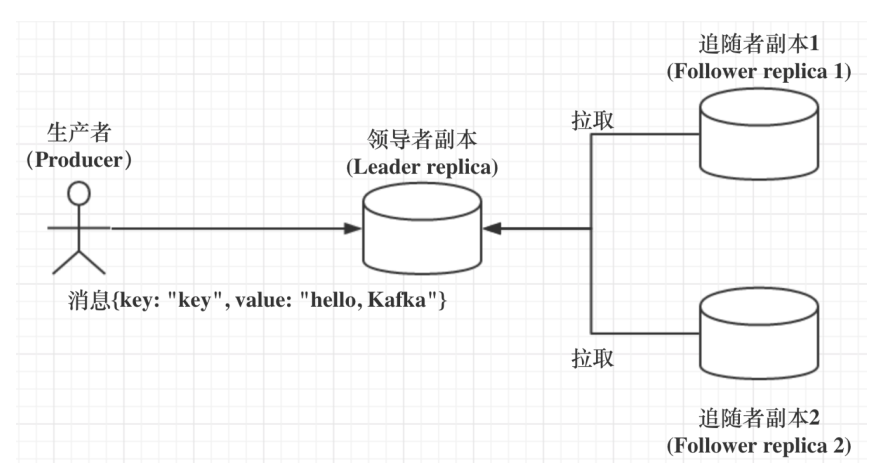 追随者副本1
(Follower replica 1)
拉取
生产者
（Producer）
领导者副本
(Leader replica)
消息{key: "key", value: "hello, Kafka"}
拉取
追随者副本2
(Follower replica 2)